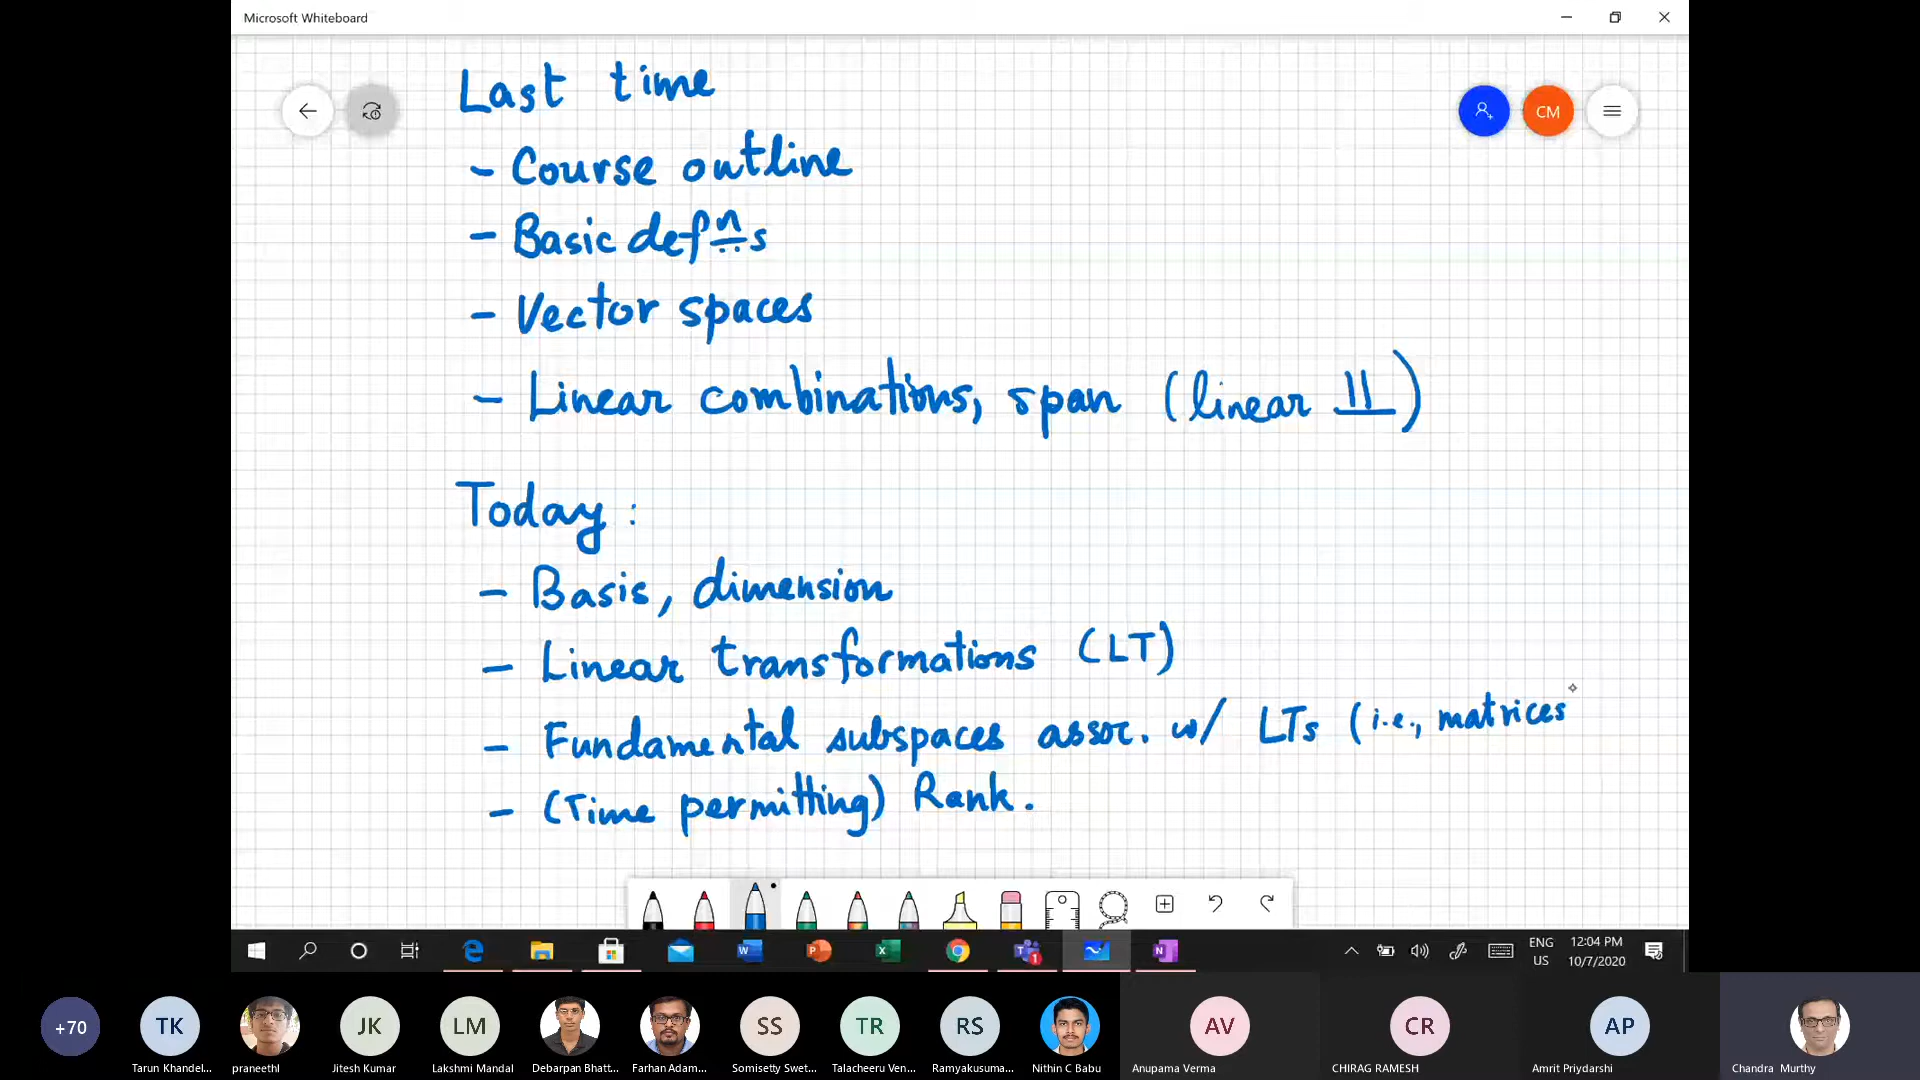 Microsoft Whiteboard
Last time
CM
- Course outline
- Basic defⁿs
- Vector spaces
- Linear combinations, span (linear ⫫)
Today:
- Basis, dimension
- Linear transformations (LT)
- Fundamental subspaces assoc. w/ LTs (i.e., matrices
- (Time permitting) Rank.
ENG 12:04 PM
US 10/7/2020
+70 TK JK LM SS TR RS AV CR AP
Tarun Khandel... praneethl Jitesh Kumar Lakshmi Mandal Debarpan Bhatt... Farhan Adam... Somisetty Swet... Talacheeru Ven... Ramyakusuma... Nithin C Babu Anupama Verma CHIRAG RAMESH Amrit Priydarshi Chandra Murthy